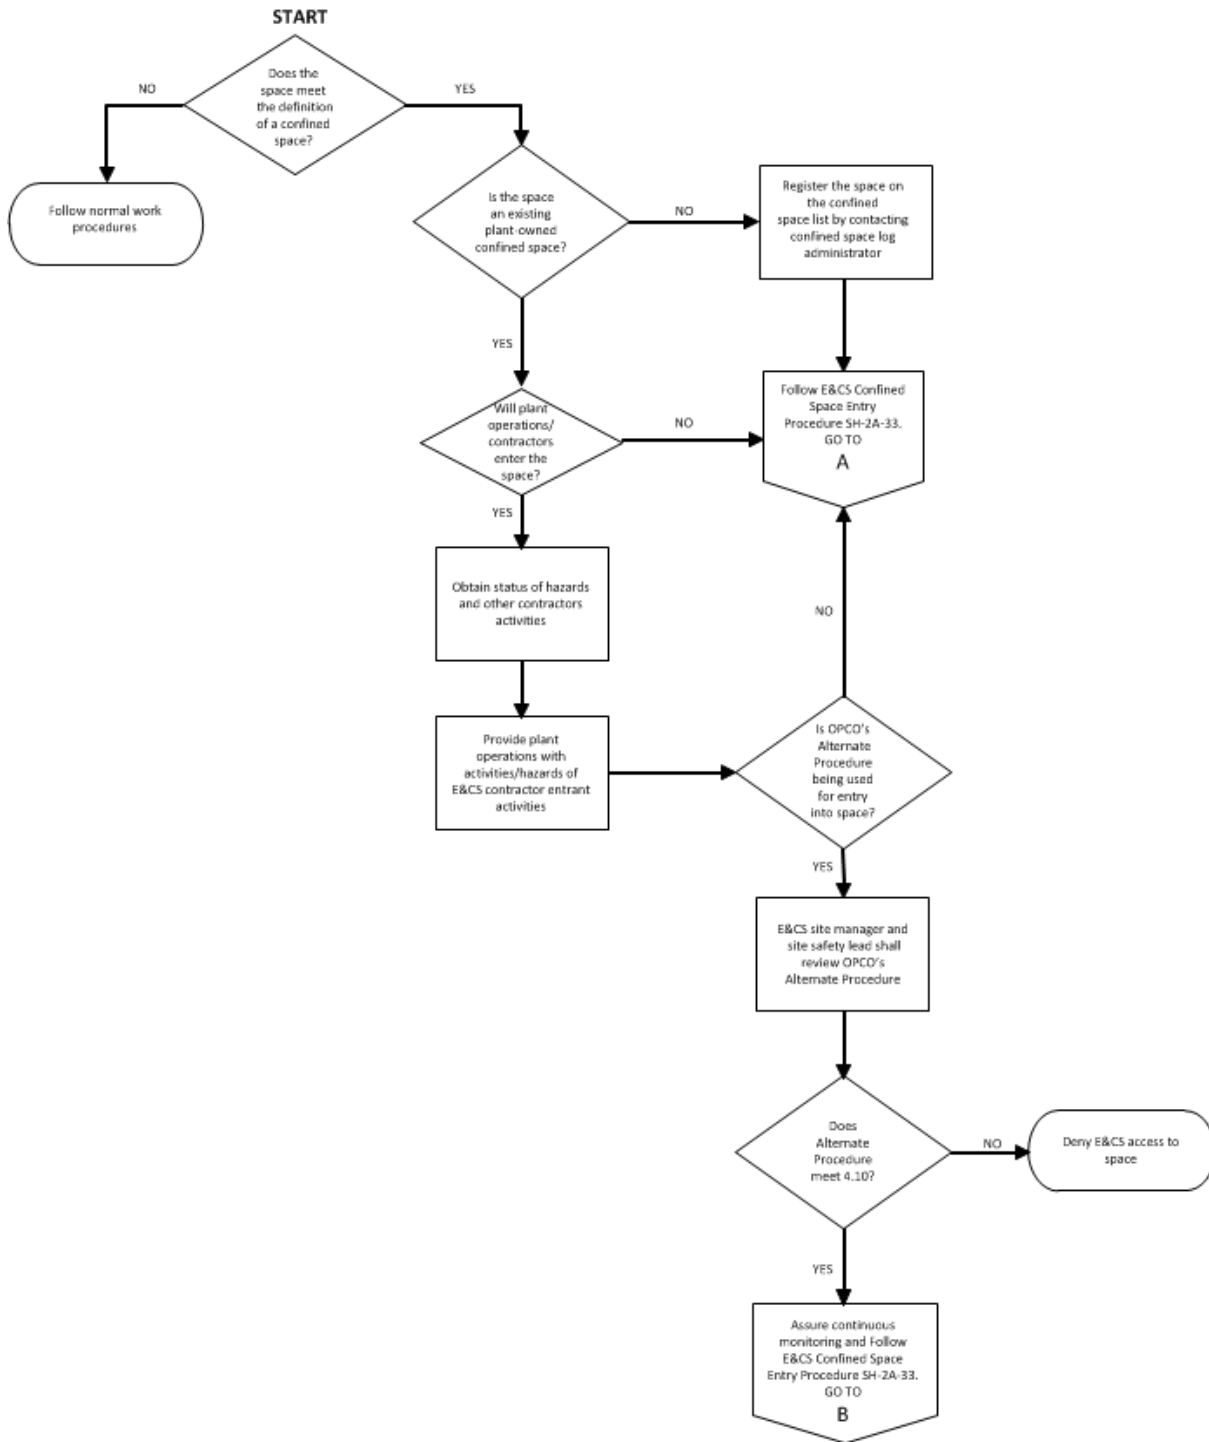 START
Does the
space meet
the definition
of a confined
space?
NO
YES
Follow normal work
procedures
Is the space
an existing
plant-owned
confined space?
NO
Register the space on
the confined
space list by contacting
confined space log
administrator
YES
Will plant
operations/
contractors
enter the
space?
NO
Follow E&CS Confined
Space Entry
Procedure SH-2A-33.
GO TO
A
YES
Obtain status of hazards
and other contractors
activities
NO
Provide plant
operations with
activities/hazards of
E&CS contractor entrant
activities
Is OPCO's
Alternate
Procedure
being used
for entry
into space?
YES
E&CS site manager and
site safety lead shall
review OPCO's
Alternate Procedure
Does
Alternate
Procedure
meet 4.10?
NO
Deny E&CS access to
space
YES
Assure continuous
monitoring and Follow
E&CS Confined Space
Entry Procedure SH-2A-33.
GO TO
B